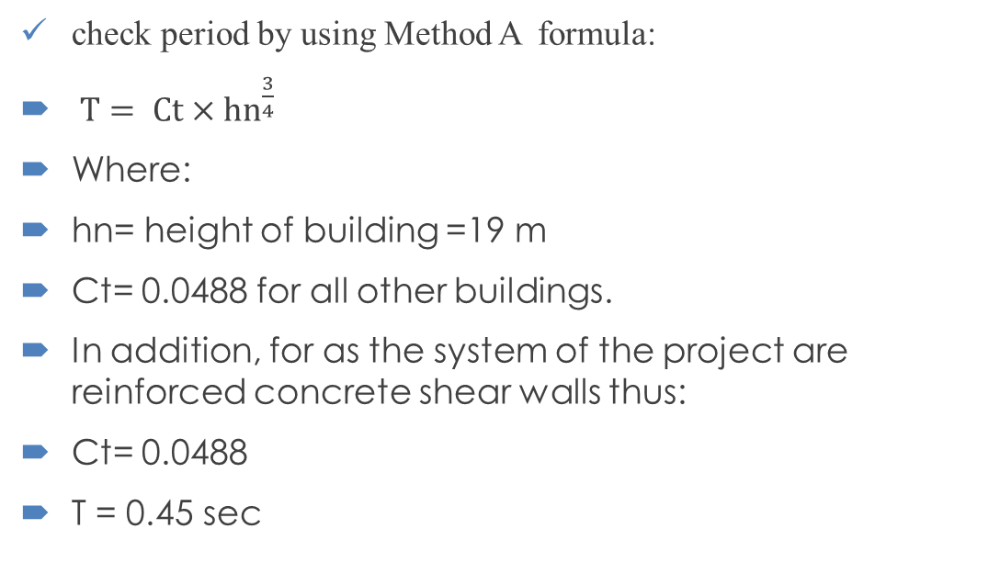 ✓ check period by using Method A formula:
T = Ct × hn^(3/4)
Where:
hn= height of building =19 m
Ct= 0.0488 for all other buildings.
In addition, for as the system of the project are
reinforced concrete shear walls thus:
Ct= 0.0488
T = 0.45 sec